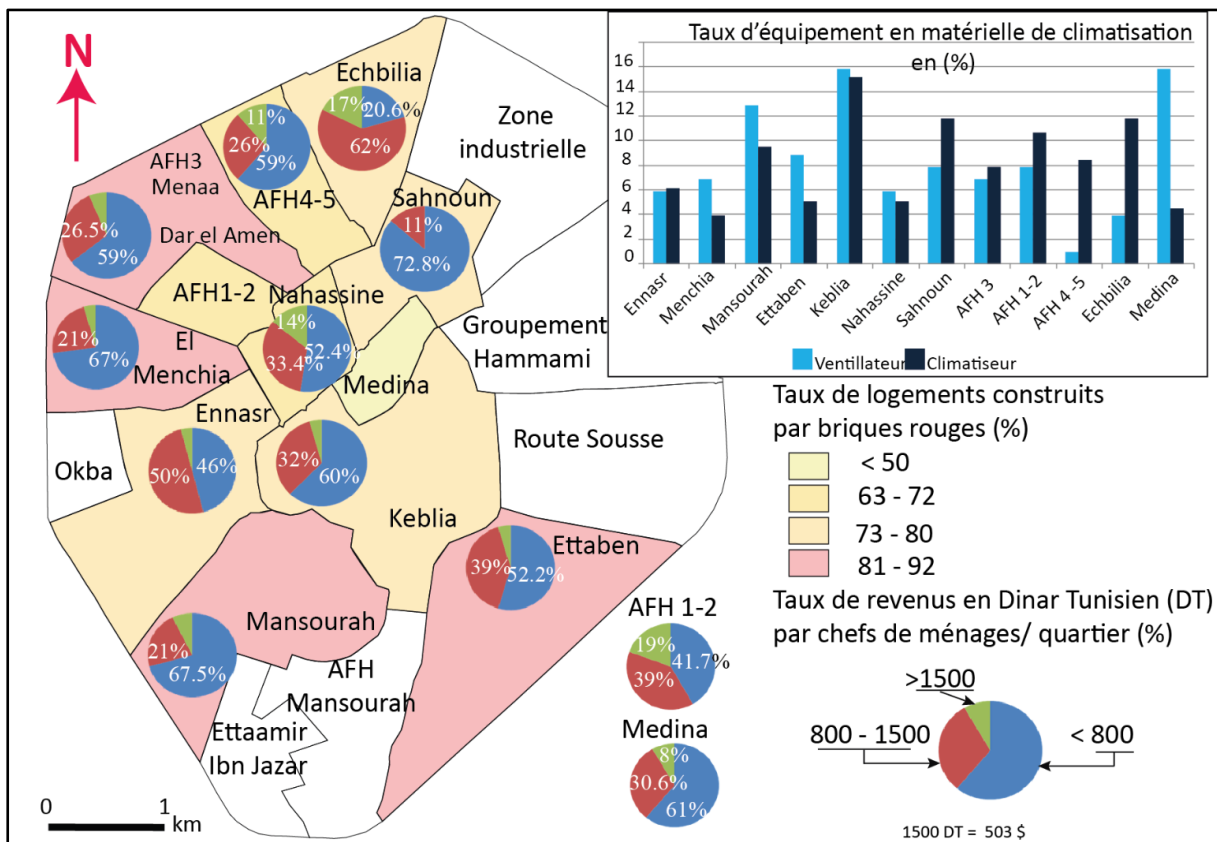 N
Echbilia
17%
20.6%
62%
Zone
industrielle
11%
26%
59%
AFH4-5
AFH3
Menaa
26.5%
59%
Dar el Amen
Sahnoun
11%
72.8%
AFH1-2
Nahassine
14%
52.4%
33.4%
21%
67%
El
Menchia
Medina
Groupement
Hammami
Ennasr
50%
46%
Okba
32%
60%
Keblia
Route Sousse
Ettaben
39%
52.2%
Mansourah
21%
67.5%
AFH
Mansourah
Ettaamir
Ibn Jazar
0 1
km
Taux d'équipement en matérielle de climatisation
en (%)
16
14
12
10
8
6
4
2
0
Ennasr
Menchia
Mansourah
Ettaben
Keblia
Nahassine
Sahnoun
AFH 3
AFH 1-2
AFH 4 -5
Echbilia
Medina
Ventillateur Climatiseur
Taux de logements construits
par briques rouges (%)
< 50
63 - 72
73 - 80
81 - 92
Taux de revenus en Dinar Tunisien (DT)
par chefs de ménages/ quartier (%)
>1500
800 - 1500
< 800
1500 DT = 503 $
AFH 1-2
19%
41.7%
39%
Medina
8%
30.6%
61%